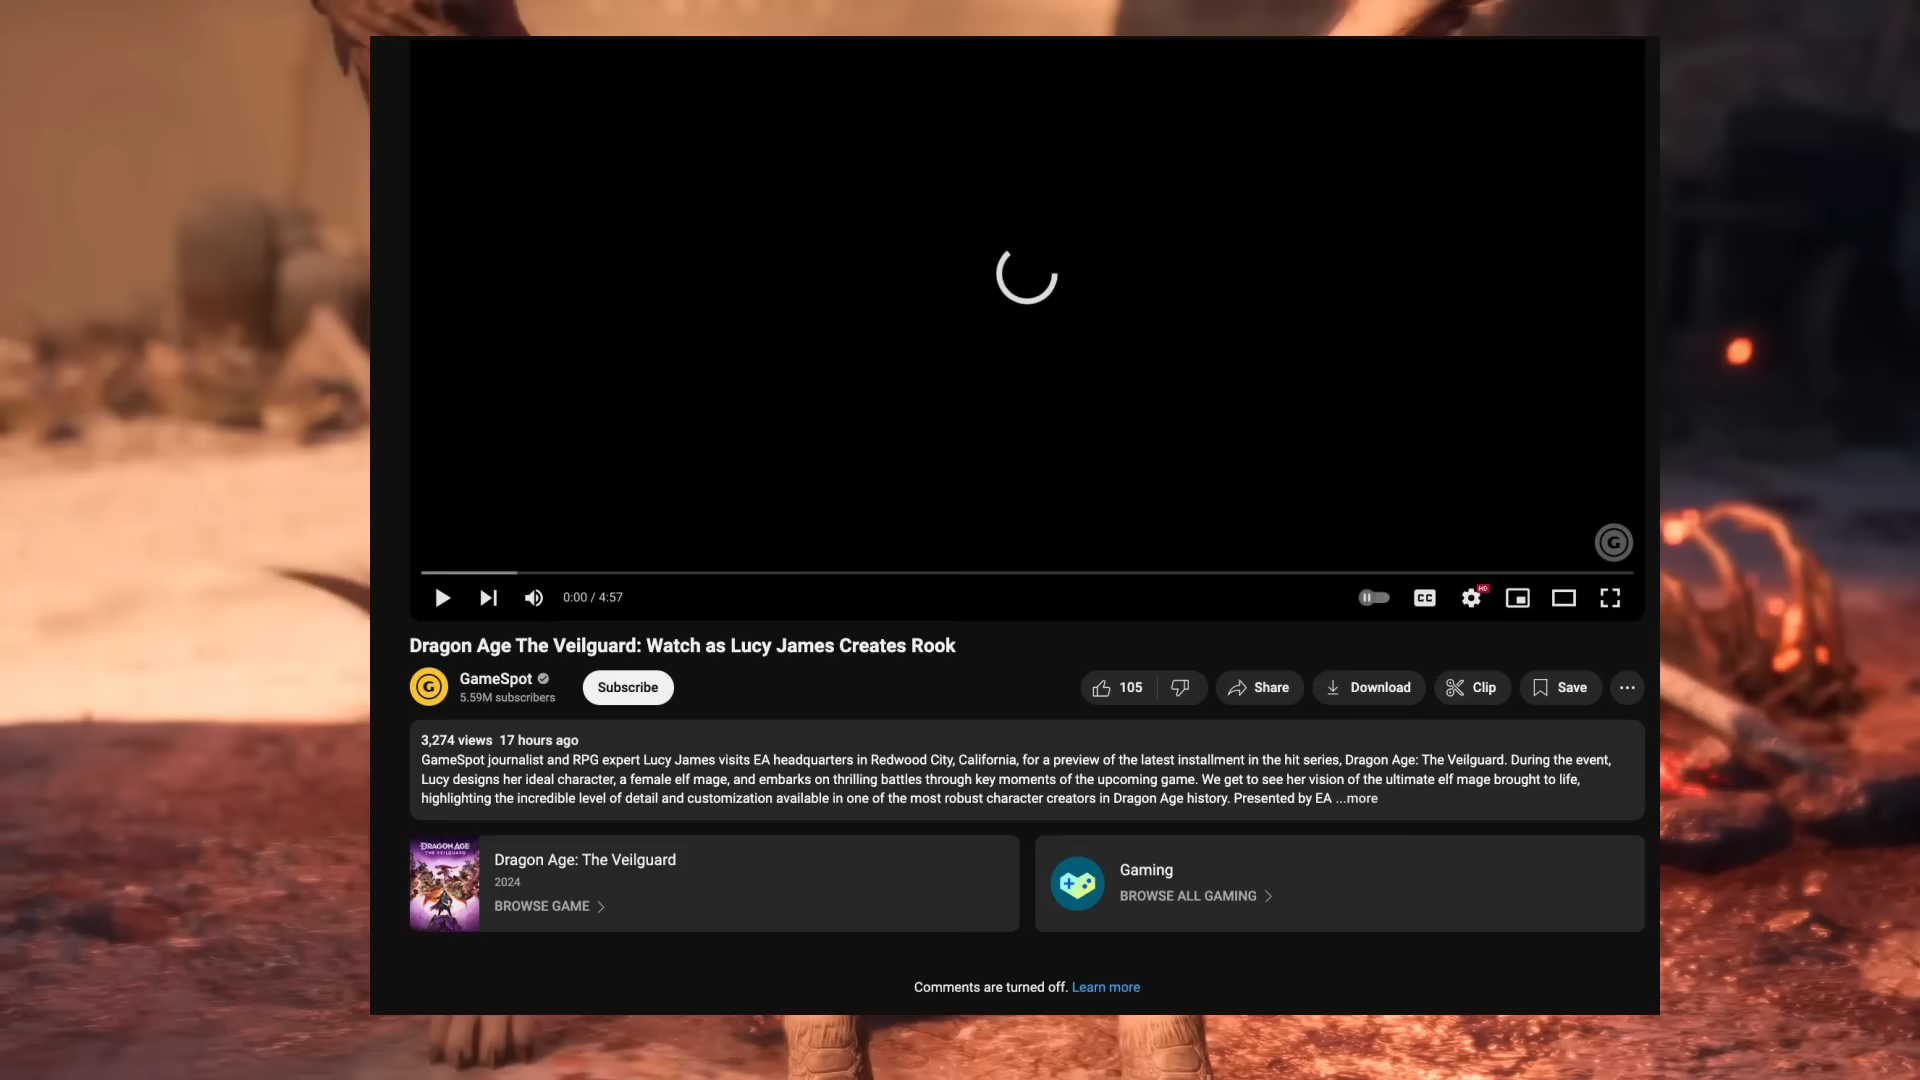 G
0:00 / 4:57
CC
HD
Dragon Age The Veilguard: Watch as Lucy James Creates Rook
G
GameSpot
5.59M subscribers
Subscribe
105
Share
Download
Clip
Save
3,274 views 17 hours ago
GameSpot journalist and RPG expert Lucy James visits EA headquarters in Redwood City, California, for a preview of the latest installment in the hit series, Dragon Age: The Veilguard. During the event,
Lucy designs her ideal character, a female elf mage, and embarks on thrilling battles through key moments of the upcoming game. We get to see her vision of the ultimate elf mage brought to life,
highlighting the incredible level of detail and customization available in one of the most robust character creators in Dragon Age history. Presented by EA ...more
DRAGON AGE
THE VEILGUARD
Dragon Age: The Veilguard
2024
BROWSE GAME
Gaming
BROWSE ALL GAMING
Comments are turned off. Learn more